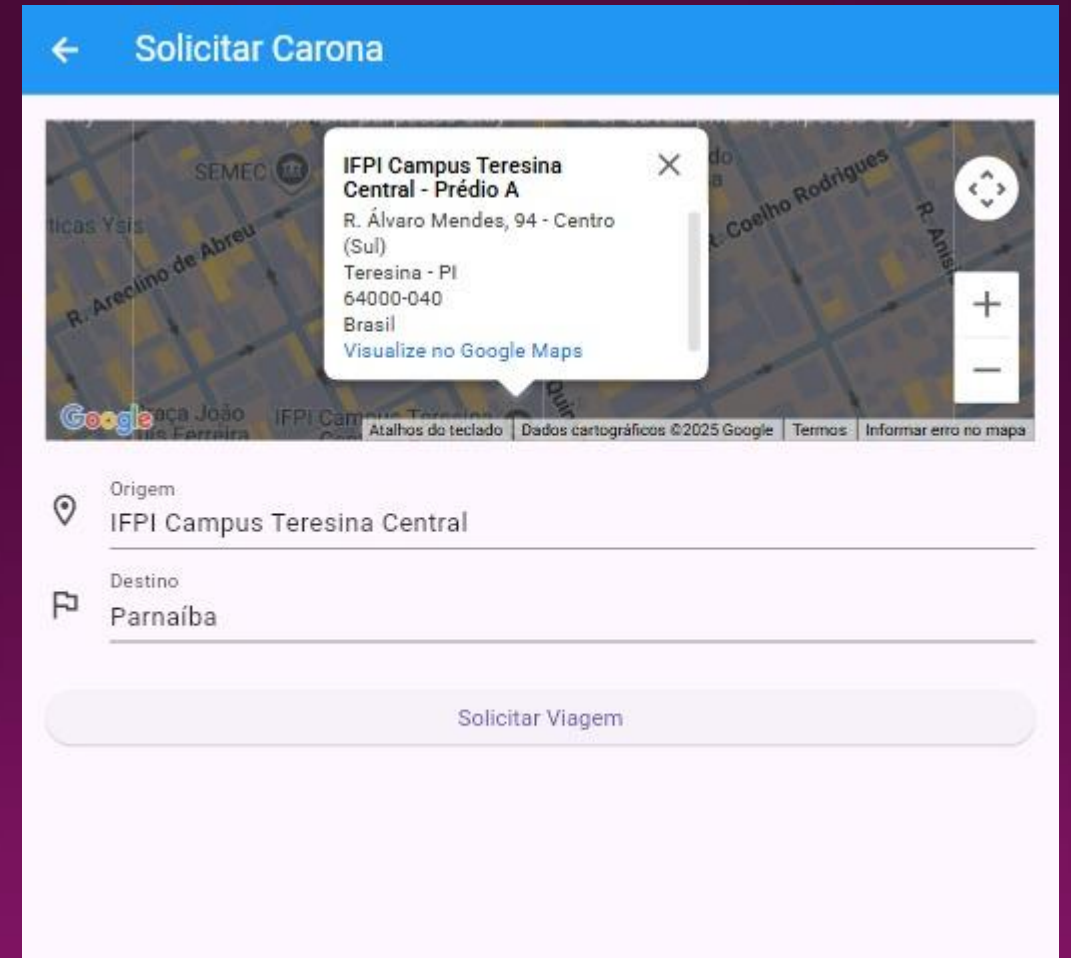 Solicitar Carona
SEMEC
IFPI Campus Teresina
Central - Prédio A
R. Álvaro Mendes, 94 - Centro
(Sul)
Teresina - PI
64000-040
Brasil
Visualize no Google Maps
R. Areolino de Abreu
R. Coelho Rodrigues
Google
Atalhos do teclado
Dados cartográficos ©2025 Google
Termos
Informar erro no mapa
Origem
IFPI Campus Teresina Central
Destino
Parnaíba
Solicitar Viagem